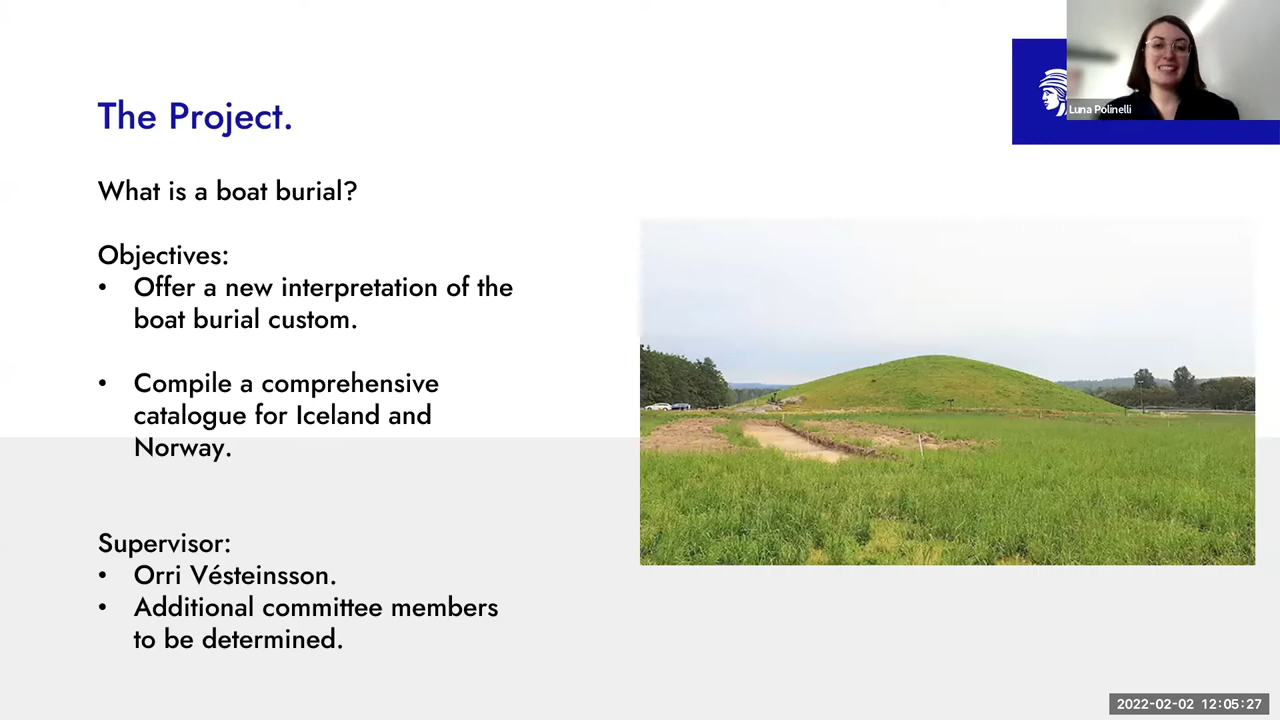 The Project.
Luna Polinelli
What is a boat burial?
Objectives:
• Offer a new interpretation of the
boat burial custom.
• Compile a comprehensive
catalogue for Iceland and
Norway.
Supervisor:
• Orri Vésteinsson.
• Additional committee members
to be determined.
2022-02-02 12:05:27